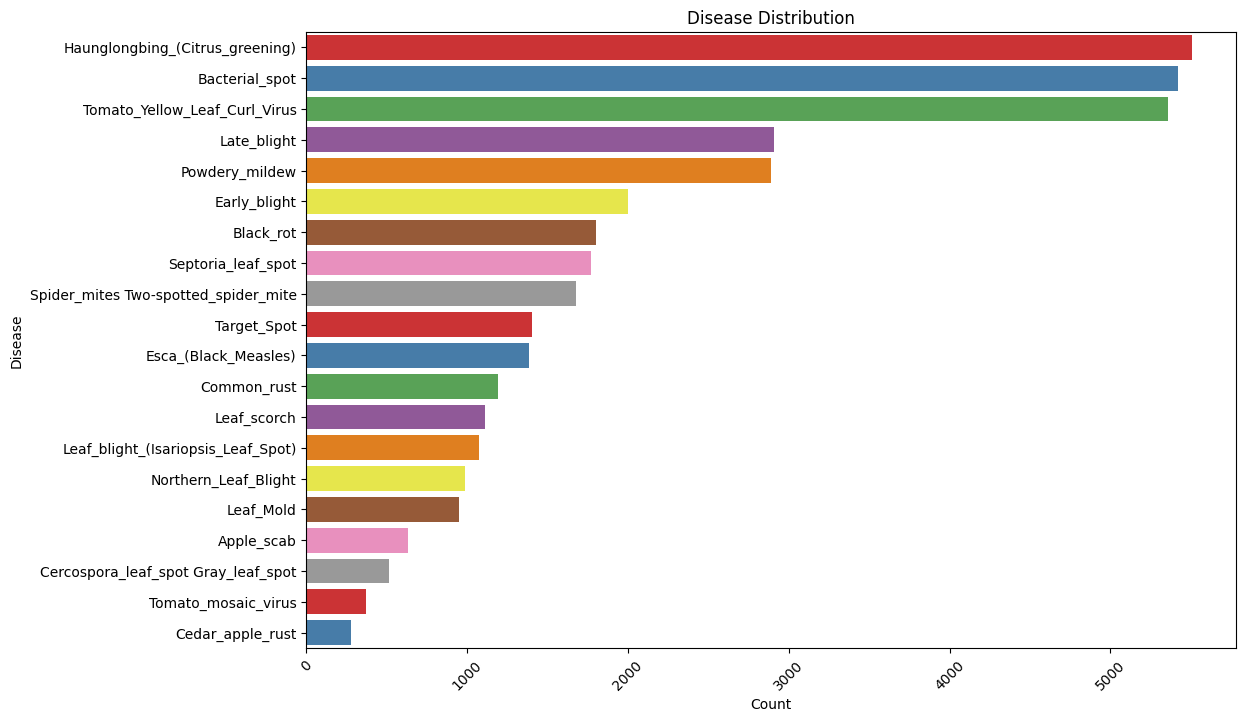 Disease Distribution
Haunglongbing_(Citrus_greening)
Bacterial_spot
Tomato_Yellow_Leaf_Curl_Virus
Late_blight
Powdery_mildew
Early_blight
Black_rot
Septoria_leaf_spot
Spider_mites Two-spotted_spider_mite
Target_Spot
Esca_(Black_Measles)
Common_rust
Leaf_scorch
Leaf_blight_(Isariopsis_Leaf_Spot)
Northern_Leaf_Blight
Leaf_Mold
Apple_scab
Cercospora_leaf_spot Gray_leaf_spot
Tomato_mosaic_virus
Cedar_apple_rust
Disease
0 1000 2000 3000 4000 5000
Count